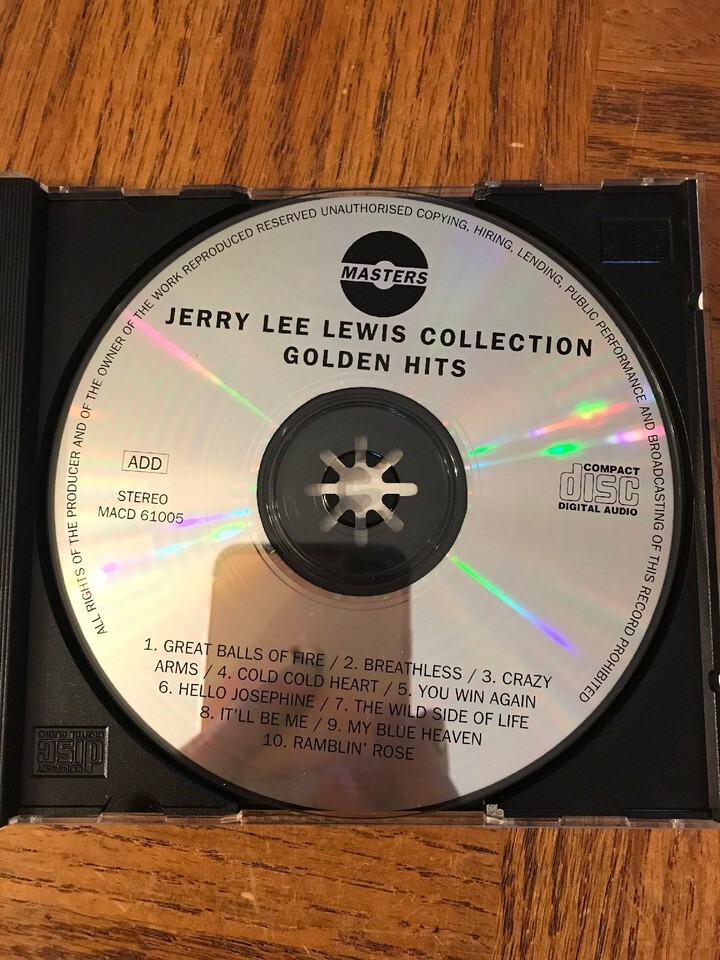 ALL RIGHTS OF THE PRODUCER AND OF THE OWNER OF THE WORK REPRODUCED RESERVED UNAUTHORISED COPYING, HIRING, LENDING, PUBLIC PERFORMANCE AND BROADCASTING OF THIS RECORD PROHIBITED
MASTERS
JERRY LEE LEWIS COLLECTION
GOLDEN HITS
ADD
STEREO
MACD 61005
COMPACT
disc
DIGITAL AUDIO
1. GREAT BALLS OF FIRE / 2. BREATHLESS / 3. CRAZY
ARMS / 4. COLD COLD HEART / 5. YOU WIN AGAIN
6. HELLO JOSEPHINE / 7. THE WILD SIDE OF LIFE
8. IT'LL BE ME / 9. MY BLUE HEAVEN
10. RAMBLIN' ROSE
COMPACT
disc
DIGITAL AUDIO